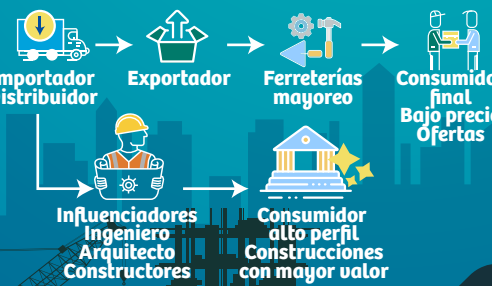 mportador
istribuidor
Exportador
Ferreterías
mayoreo
Consumido
final
Bajo preci
Ofertas
Influenciadores
Ingeniero
Arquitecto
Constructores
Consumidor
alto perfil
Construcciones
con mayor valor